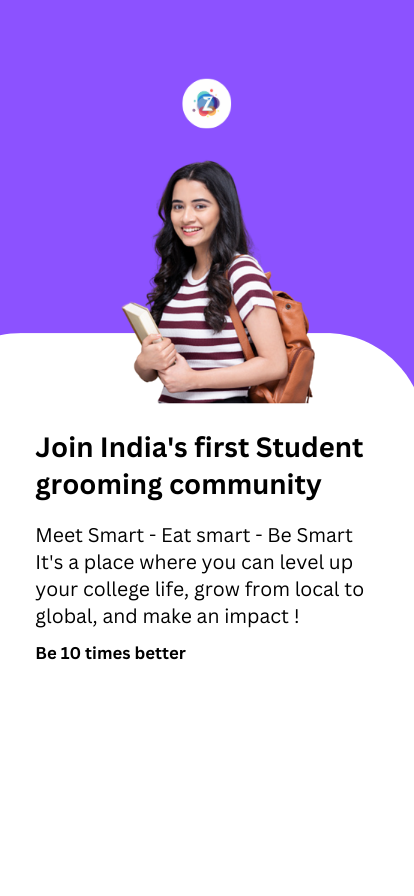 Z
Join India's first Student
grooming community
Meet Smart - Eat smart - Be Smart
It's a place where you can level up
your college life, grow from local to
global, and make an impact !
Be 10 times better